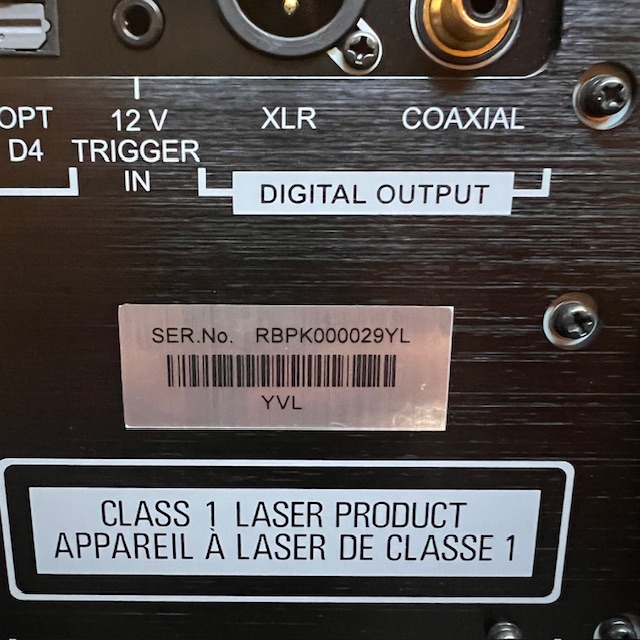 OPT
D4
12 V
TRIGGER
IN
XLR
COAXIAL
DIGITAL OUTPUT
SER.No. RBPK000029YL
YVL
CLASS 1 LASER PRODUCT
APPAREIL À LASER DE CLASSE 1